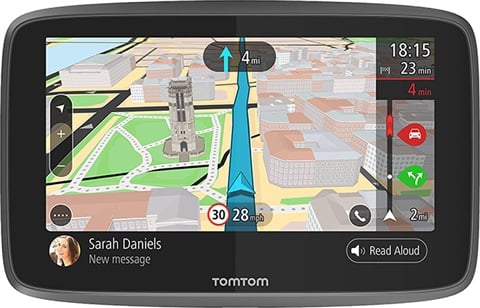 4 mi
18:15
23 min
4 min
30
28 mph
2 mi
Sarah Daniels
New message
Read Aloud
TOMTOM